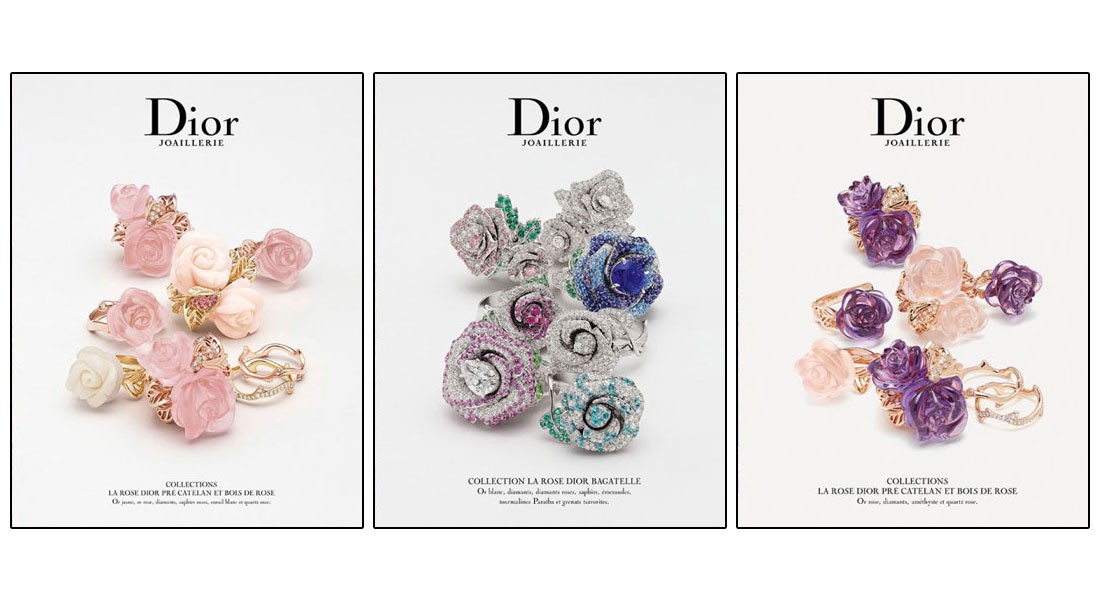 Dior
JOAILLERIE
COLLECTIONS
LA ROSE DIOR PRÉ CATELAN ET BOIS DE ROSE
Or jaune, or rose, diamants, saphirs roses, corail blanc et quartz rose.
Dior
JOAILLERIE
COLLECTION LA ROSE DIOR BAGATELLE
Or blanc, diamants, diamants roses, saphirs, émeraudes,
tourmalines Paraiba et grenats tsavorites.
Dior
JOAILLERIE
COLLECTIONS
LA ROSE DIOR PRÉ CATELAN ET BOIS DE ROSE
Or rose, diamants, améthyste et quartz rose.